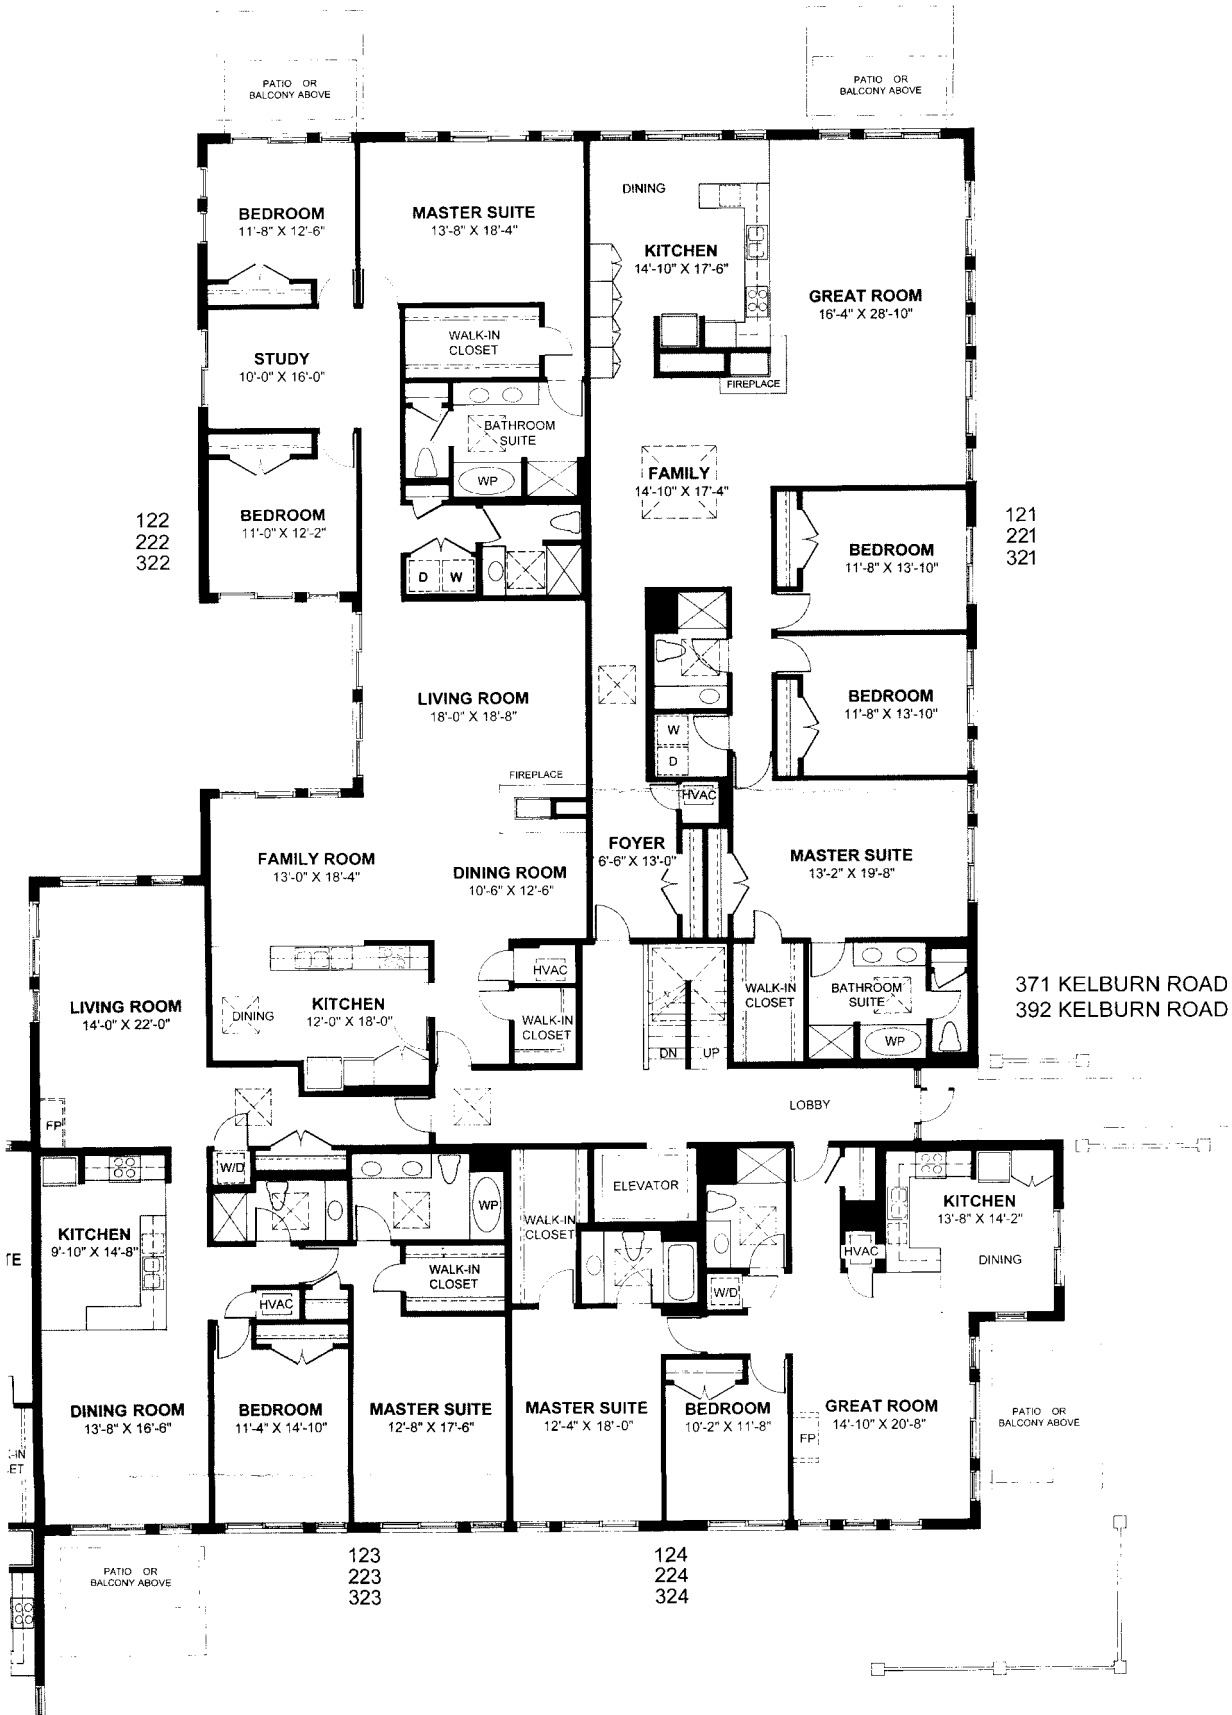 PATIO OR
BALCONY ABOVE
PATIO OR
BALCONY ABOVE
BEDROOM
11'-8" X 12'-6"
MASTER SUITE
13'-8" X 18'-4"
DINING
KITCHEN
14'-10" X 17'-6"
GREAT ROOM
16'-4" X 28'-10"
STUDY
10'-0" X 16'-0"
WALK-IN
CLOSET
FIREPLACE
BATHROOM
SUITE
WP
FAMILY
14'-10" X 17'-4"
BEDROOM
11'-0" X 12'-2"
122
222
322
121
221
321
BEDROOM
11'-8" X 13'-10"
D W
BEDROOM
11'-8" X 13'-10"
LIVING ROOM
18'-0" X 18'-8"
W
D
FIREPLACE
HVAC
FOYER
6'-6" X 13'-0"
MASTER SUITE
13'-2" X 19'-8"
FAMILY ROOM
13'-0" X 18'-4"
DINING ROOM
10'-6" X 12'-6"
HVAC
LIVING ROOM
14'-0" X 22'-0"
DINING
KITCHEN
12'-0" X 18'-0"
WALK-IN
CLOSET
DN
UP
WALK-IN
CLOSET
BATHROOM
SUITE
WP
371 KELBURN ROAD
392 KELBURN ROAD
LOBBY
FP
W/D
WP
ELEVATOR
WALK-IN
CLOSET
KITCHEN
9'-10" X 14'-8"
TE
KITCHEN
13'-8" X 14'-2"
DINING
HVAC
WALK-IN
CLOSET
HVAC
W/D
DINING ROOM
13'-8" X 16'-6"
BEDROOM
11'-4" X 14'-10"
MASTER SUITE
12'-8" X 17'-6"
MASTER SUITE
12'-4" X 18'-0"
BEDROOM
10'-2" X 11'-8"
GREAT ROOM
14'-10" X 20'-8"
FP
PATIO OR
BALCONY ABOVE
-IN
ET
123
223
323
124
224
324
PATIO OR
BALCONY ABOVE